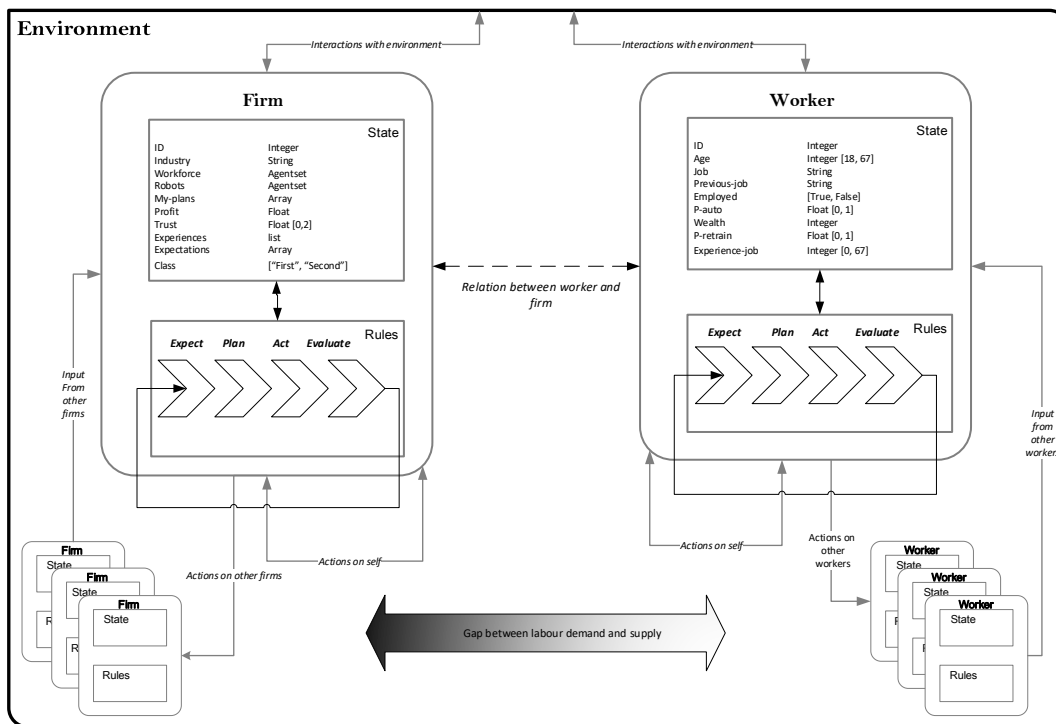 Environment
Interactions with environment
Interactions with environment
Firm
State
ID Integer
Industry String
Workforce Agentset
Robots Agentset
My-plans Array
Profit Float
Trust Float [0,2]
Experiences list
Expectations Array
Class ["First", "Second"]
Rules
Expect Plan Act Evaluate
Input
From
other
firms
Actions on self
Actions on other firms
Relation between worker and
firm
Worker
State
ID Integer
Age Integer [18, 67]
Job String
Previous-job String
Employed [True, False]
P-auto Float [0, 1]
Wealth Integer
P-retrain Float [0, 1]
Experience-job Integer [0, 67]
Rules
Expect Plan Act Evaluate
Input
from
other
worker
Actions on self
Actions on
other
workers
Firm
State
R
Firm
State
R
Firm
State
Rules
Gap between labour demand and supply
Worker
State
R
Worker
State
R
Worker
State
Rules